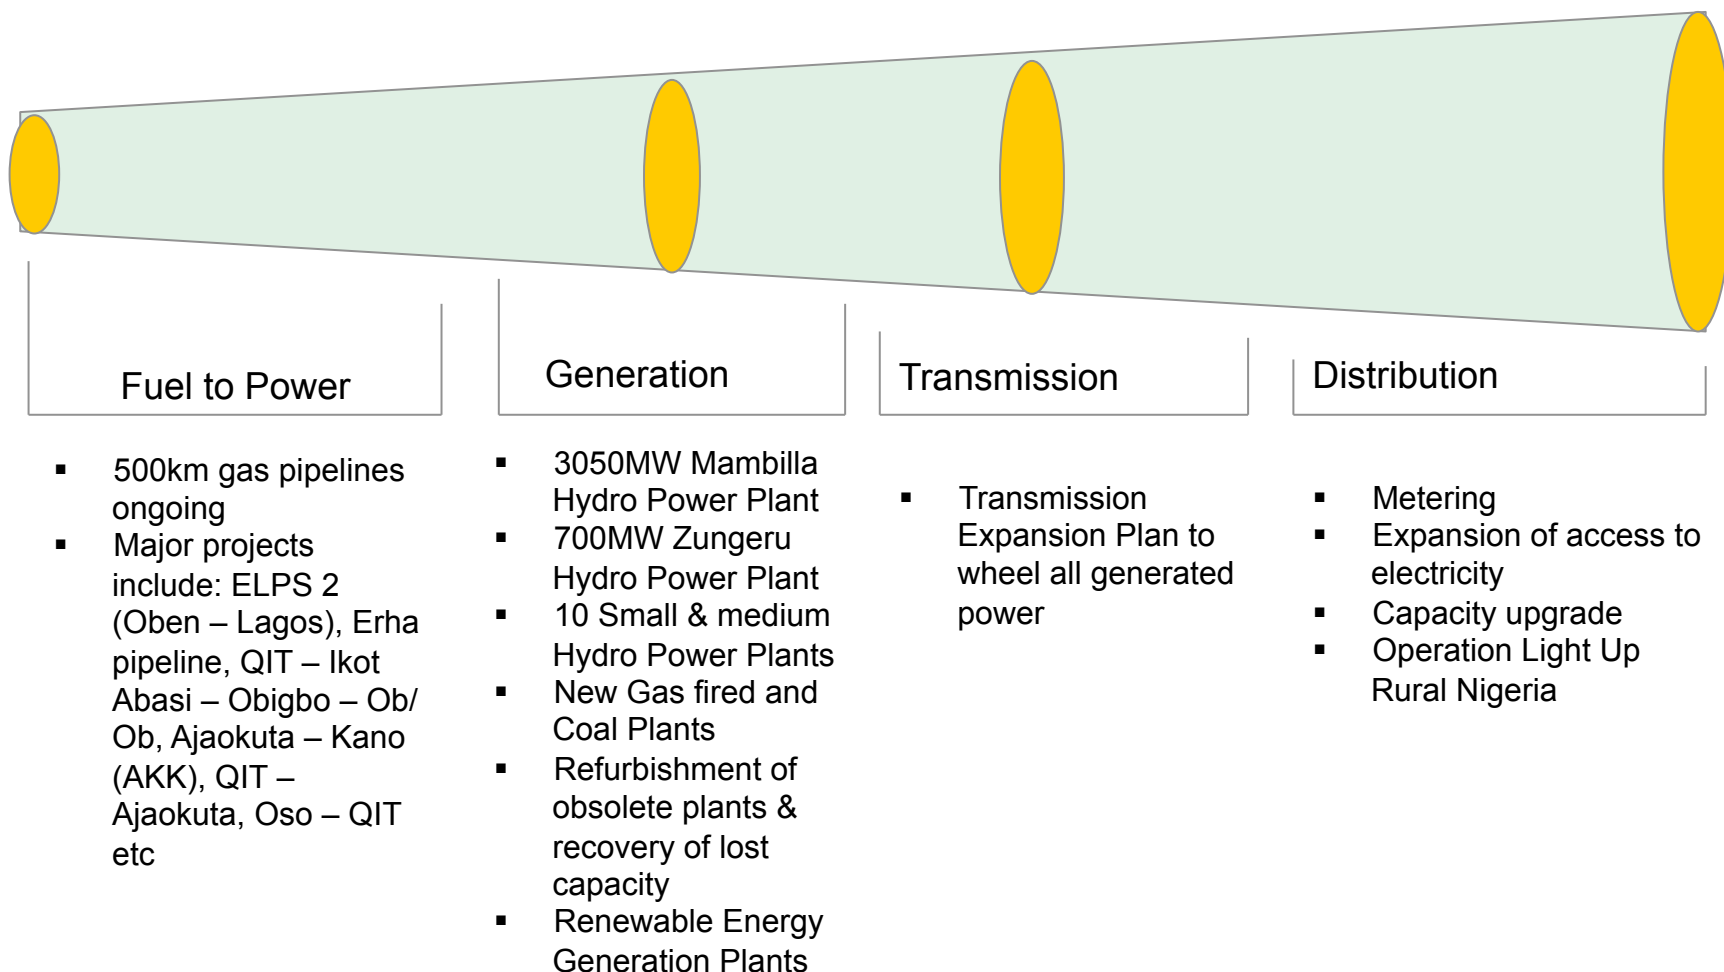 Fuel to Power
▪ 500km gas pipelines
ongoing
▪ Major projects
include: ELPS 2
(Oben – Lagos), Erha
pipeline, QIT – Ikot
Abasi – Obigbo – Ob/
Ob, Ajaokuta – Kano
(AKK), QIT –
Ajaokuta, Oso – QIT
etc
Generation
▪ 3050MW Mambilla
Hydro Power Plant
▪ 700MW Zungeru
Hydro Power Plant
▪ 10 Small & medium
Hydro Power Plants
▪ New Gas fired and
Coal Plants
▪ Refurbishment of
obsolete plants &
recovery of lost
capacity
▪ Renewable Energy
Generation Plants
Transmission
▪ Transmission
Expansion Plan to
wheel all generated
power
Distribution
▪ Metering
▪ Expansion of access to
electricity
▪ Capacity upgrade
▪ Operation Light Up
Rural Nigeria